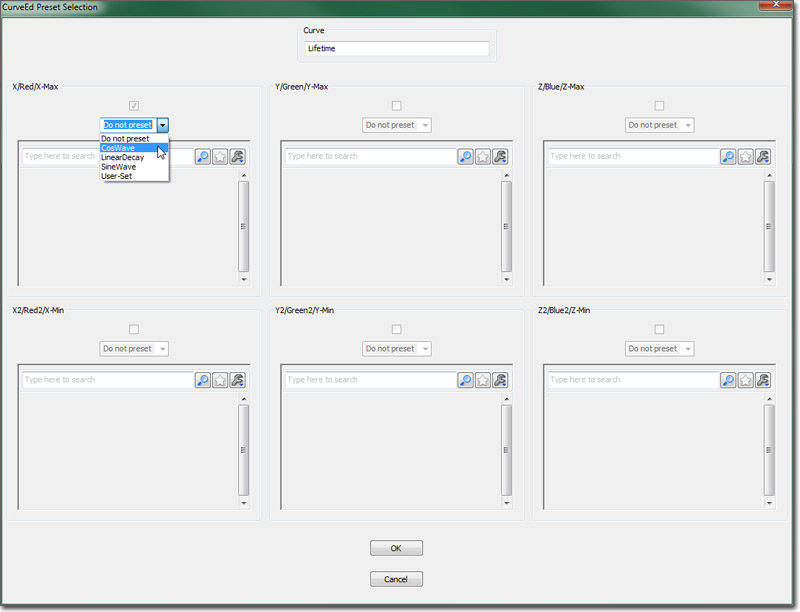 CurveEd Preset Selection
Curve
Lifetime
X/Red/X-Max
Y/Green/Y-Max
Z/Blue/Z-Max
Do not preset
Do not preset
Do not preset
Do not preset
CosWave
LinearDecay
SineWave
User-Set
Type here to search
Type here to search
Type here to search
X2/Red2/X-Min
Y2/Green2/Y-Min
Z2/Blue2/Z-Min
Do not preset
Do not preset
Do not preset
Type here to search
Type here to search
Type here to search
OK
Cancel